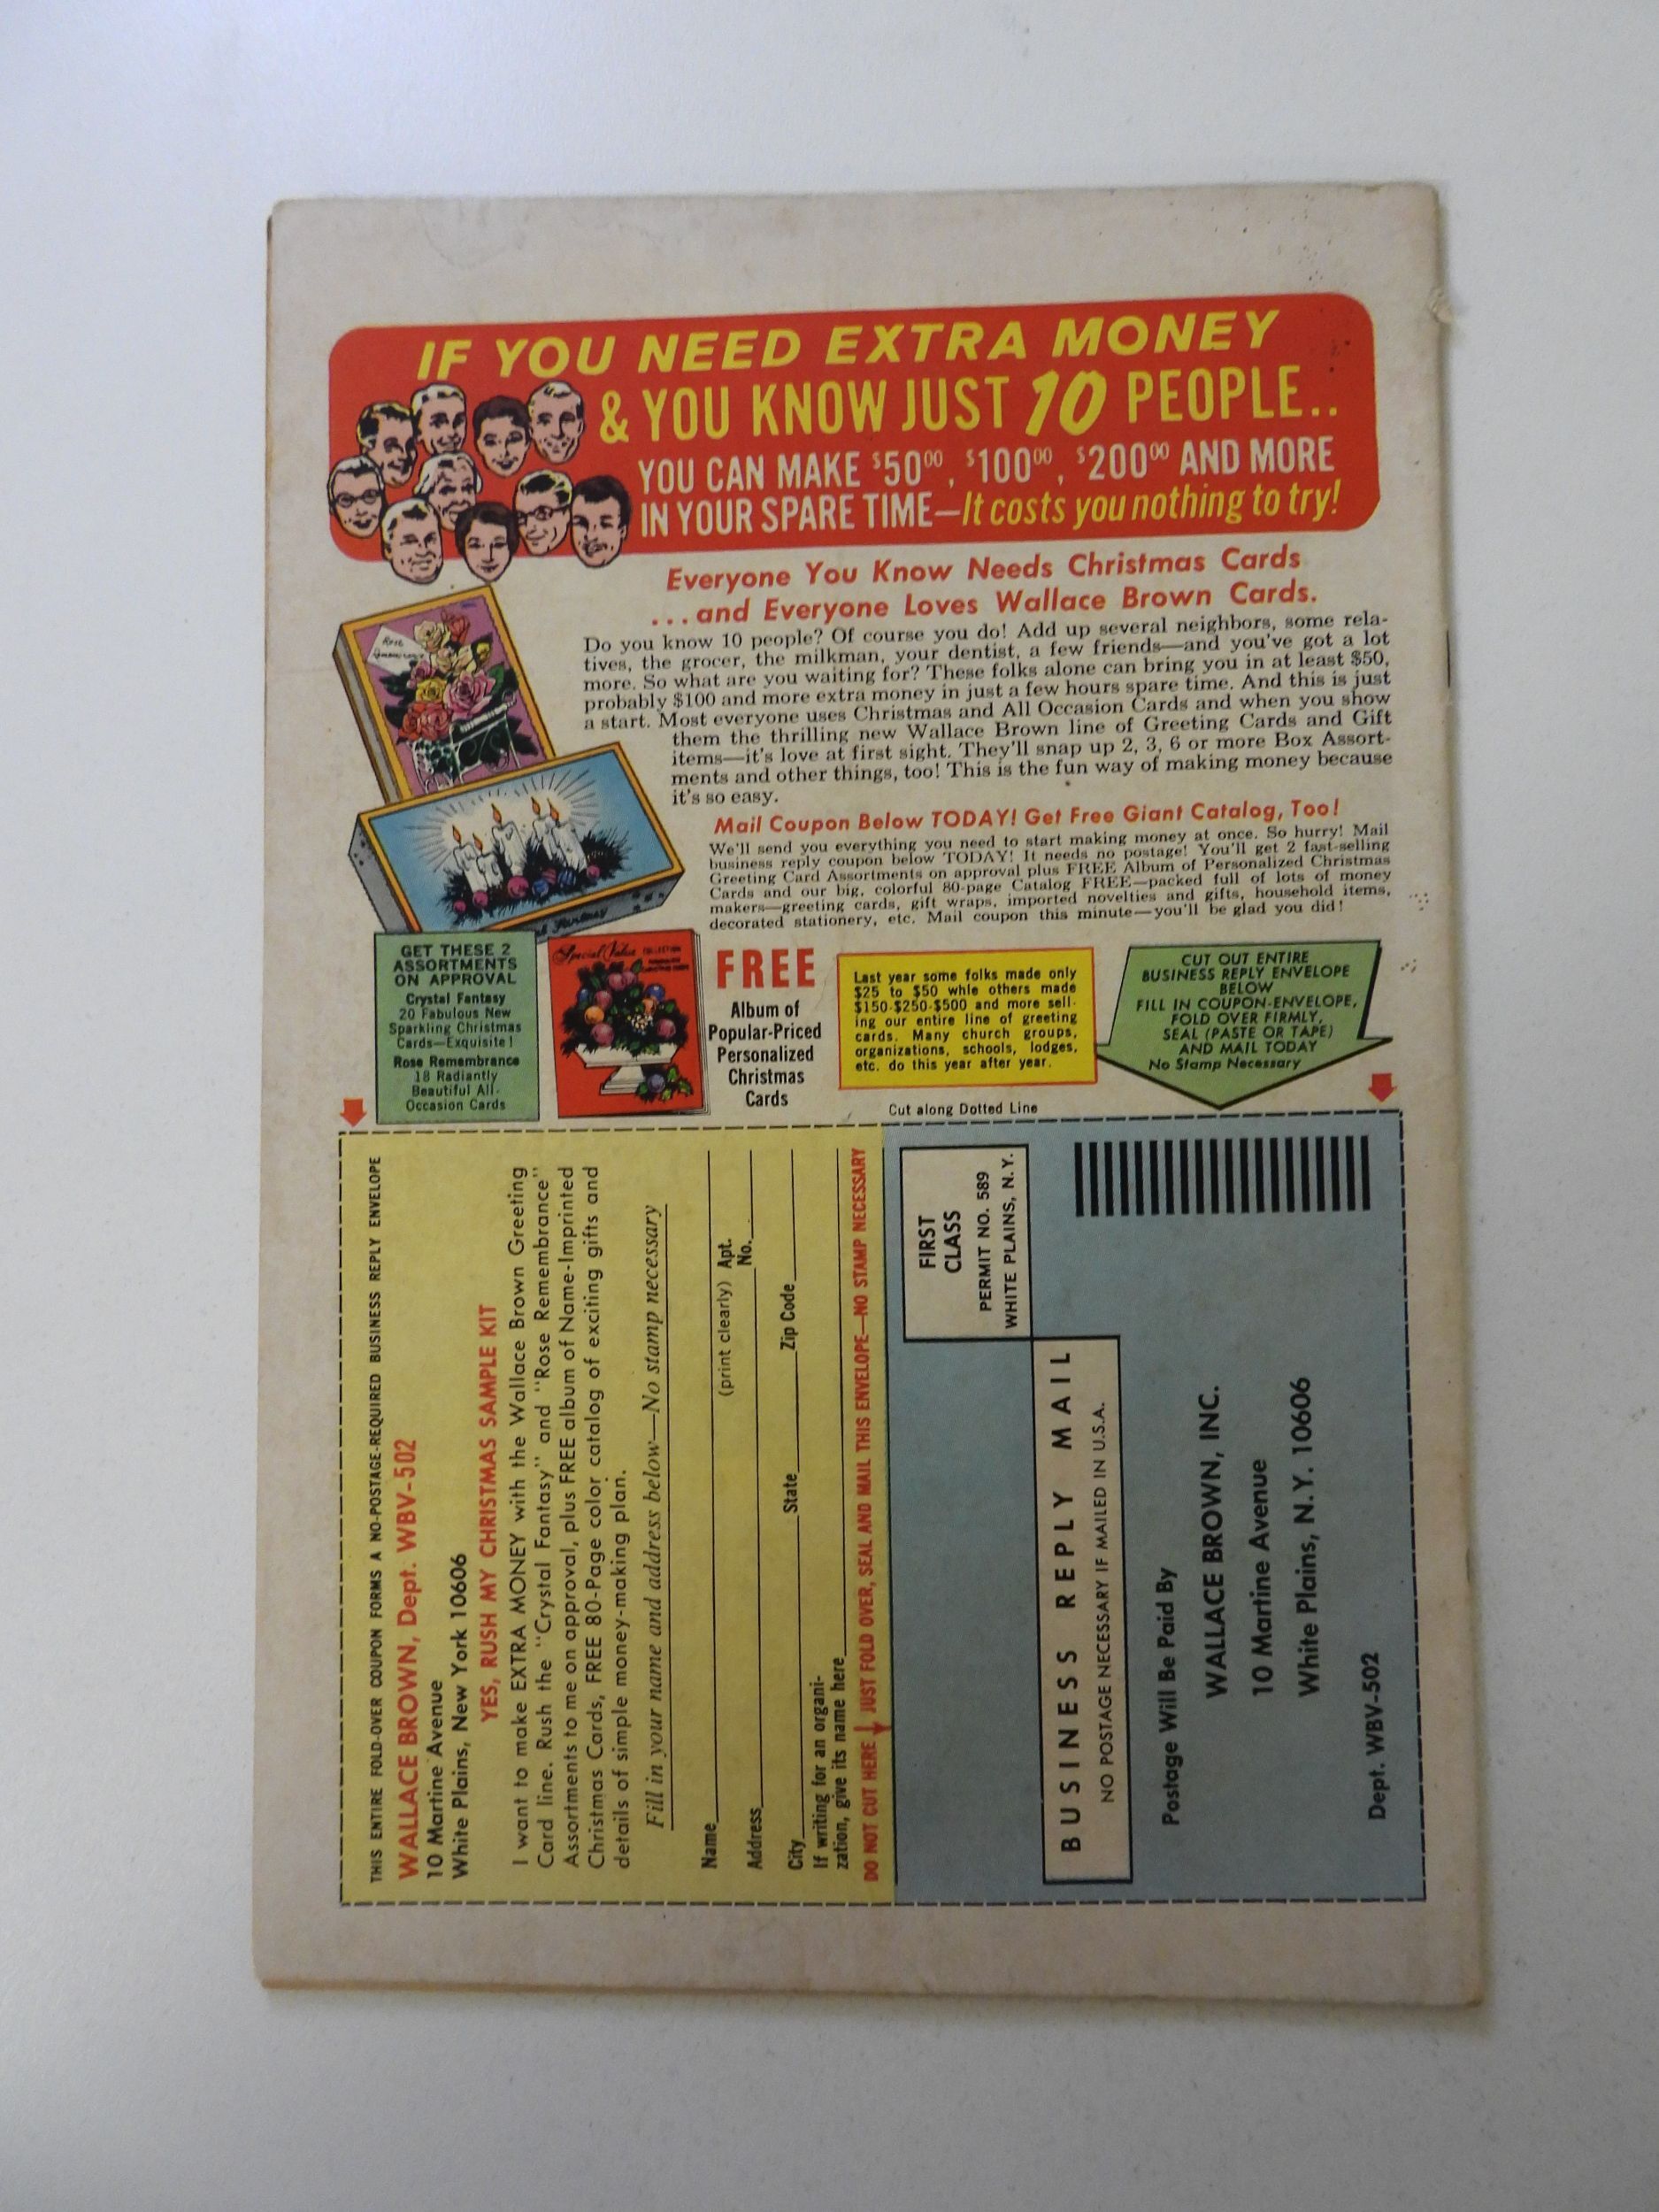 IF YOU NEED EXTRA MONEY
& YOU KNOW JUST 10 PEOPLE..
YOU CAN MAKE $50⁰⁰, $100⁰⁰, $200⁰⁰ AND MORE
IN YOUR SPARE TIME—It costs you nothing to try!
Everyone You Know Needs Christmas Cards
...and Everyone Loves Wallace Brown Cards.
Do you know 10 people? Of course you do! Add up several neighbors, some rela-
tives, the grocer, the milkman, your dentist, a few friends—and you've got a lot
more. So what are you waiting for? These folks alone can bring you in at least $50,
probably $100 and more extra money in just a few hours spare time. And this is just
a start. Most everyone uses Christmas and All Occasion Cards and when you show
them the thrilling new Wallace Brown line of Greeting Cards and Gift
items—it's love at first sight. They'll snap up 2, 3, 6 or more Box Assort-
ments and other things, too! This is the fun way of making money because
it's so easy.
Rose
Mail Coupon Below TODAY! Get Free Giant Catalog, Too!
We'll send you everything you need to start making money at once. So hurry! Mail
business reply coupon below TODAY! It needs no postage! You'll get 2 fast-selling
Greeting Card Assortments on approval plus FREE Album of Personalized Christmas
Cards and our big, colorful 80-page Catalog FREE—packed full of lots of money
makers—greeting cards, gift wraps, imported novelties and gifts, household items,
decorated stationery, etc. Mail coupon this minute—you'll be glad you did!
Fantasy
GET THESE 2
ASSORTMENTS
ON APPROVAL
Crystal Fantasy
20 Fabulous New
Sparkling Christmas
Cards—Exquisite!
Rose Remembrance
18 Radiantly
Beautiful All-
Occasion Cards
Special Value COLLECTION
FREE
Album of
Popular-Priced
Personalized
Christmas
Cards
Last year some folks made only
$25 to $50 whle others made
$150-$250-$500 and more sell-
ing our entire line of greeting
cards. Many church groups,
organizations, schools, lodges,
etc. do this year after year.
CUT OUT ENTIRE
BUSINESS REPLY ENVELOPE
BELOW
FILL IN COUPON-ENVELOPE,
FOLD OVER FIRMLY,
SEAL (PASTE OR TAPE)
AND MAIL TODAY
No Stamp Necessary
Cut along Dotted Line
THIS ENTIRE FOLD-OVER COUPON FORMS A NO-POSTAGE-REQUIRED BUSINESS REPLY ENVELOPE
WALLACE BROWN, Dept. WBV-502
10 Martine Avenue
White Plains, New York 10606
YES, RUSH MY CHRISTMAS SAMPLE KIT
I want to make EXTRA MONEY with the Wallace Brown Greeting
Card line. Rush the "Crystal Fantasy" and "Rose Remembrance"
Assortments to me on approval, plus FREE album of Name-Imprinted
Christmas Cards, FREE 80-Page color catalog of exciting gifts and
details of simple money-making plan.
Fill in your name and address below—No stamp necessary
Name
(print clearly)
Address Apt. No.
City State Zip Code
If writing for an organi-
zation, give its name here
DO NOT CUT HERE JUST FOLD OVER, SEAL AND MAIL THIS ENVELOPE—NO STAMP NECESSARY
FIRST
CLASS
PERMIT NO. 589
WHITE PLAINS, N.Y.
BUSINESS REPLY MAIL
NO POSTAGE NECESSARY IF MAILED IN U.S.A.
Postage Will Be Paid By
WALLACE BROWN, INC.
10 Martine Avenue
White Plains, N.Y. 10606
Dept. WBV-502